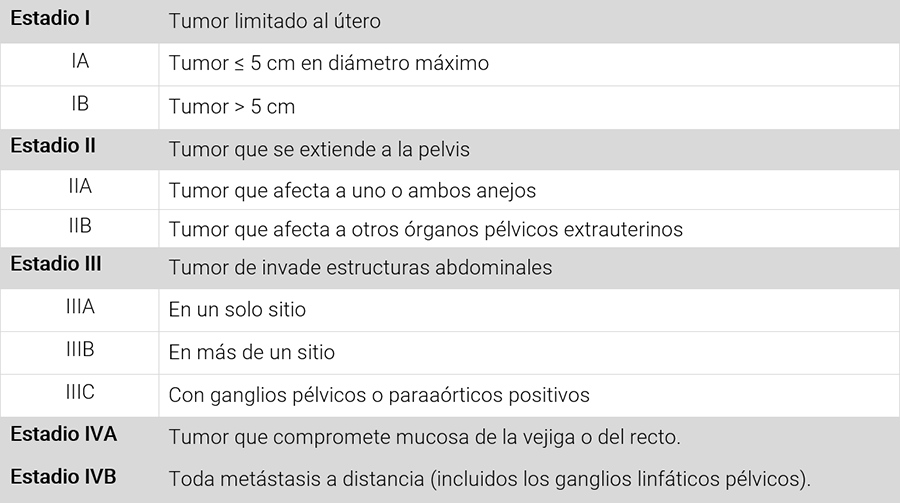 Estadio I Tumor limitado al útero
IA Tumor ≤ 5 cm en diámetro máximo
IB Tumor > 5 cm
Estadio II Tumor que se extiende a la pelvis
IIA Tumor que afecta a uno o ambos anejos
IIB Tumor que afecta a otros órganos pélvicos extrauterinos
Estadio III Tumor de invade estructuras abdominales
IIIA En un solo sitio
IIIB En más de un sitio
IIIC Con ganglios pélvicos o paraaórticos positivos
Estadio IVA Tumor que compromete mucosa de la vejiga o del recto.
Estadio IVB Toda metástasis a distancia (incluidos los ganglios linfáticos pélvicos).